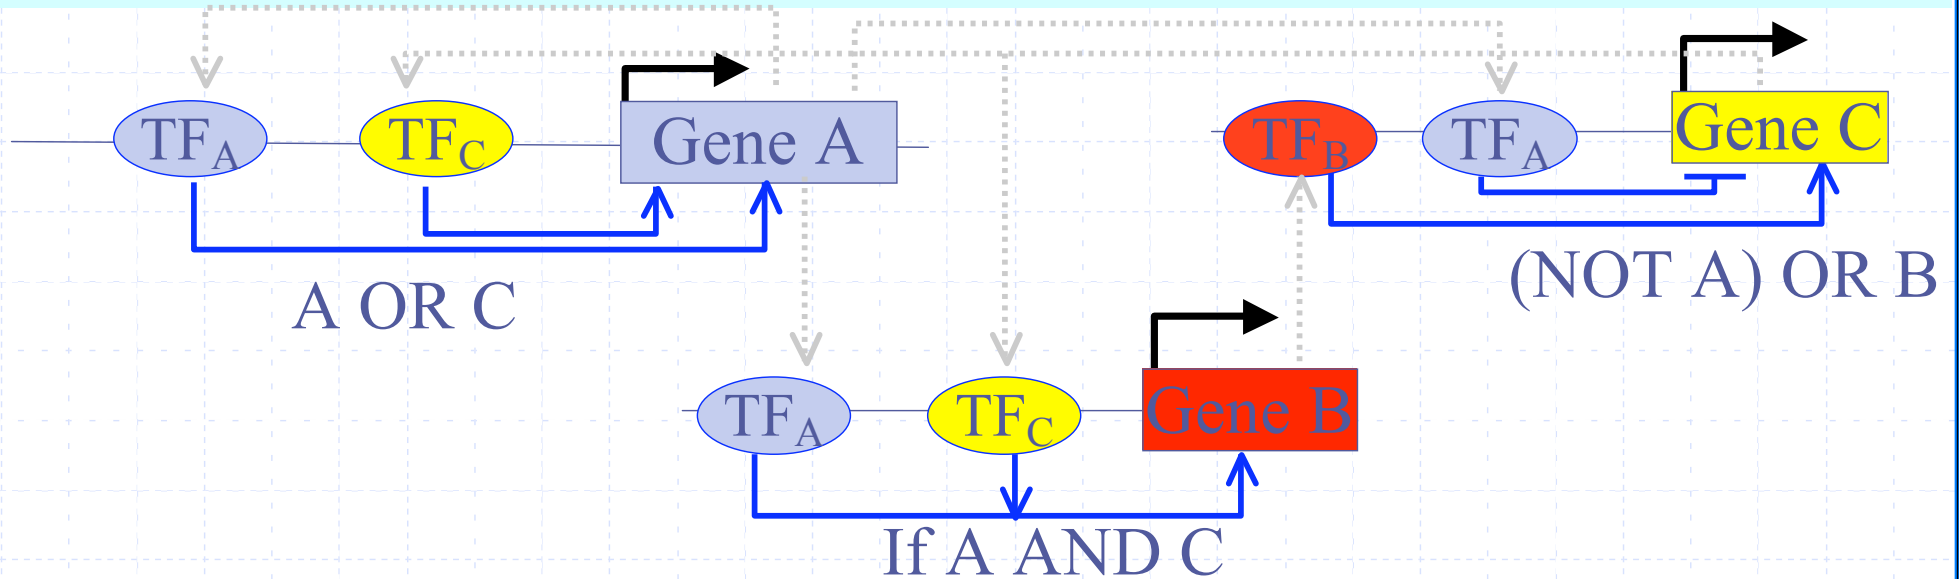 TFA TFC Gene A
TFB TFA Gene C
A OR C
(NOT A) OR B
TFA TFC Gene B
If A AND C